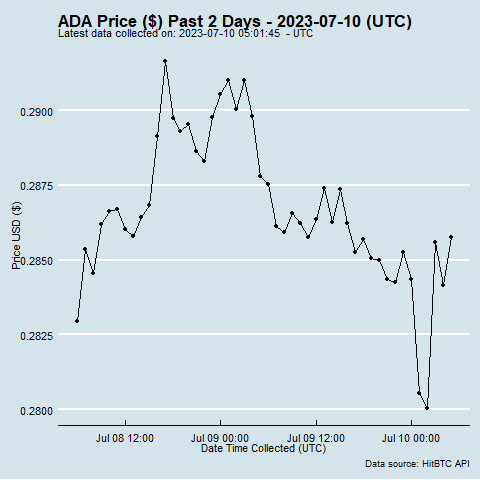 ADA Price ($) Past 2 Days - 2023-07-10 (UTC)
Latest data collected on: 2023-07-10 05:01:45 - UTC
Price USD ($)
0.2900
0.2875
0.2850
0.2825
0.2800
Jul 08 12:00 Jul 09 00:00 Jul 09 12:00 Jul 10 00:00
Date Time Collected (UTC)
Data source: HitBTC API